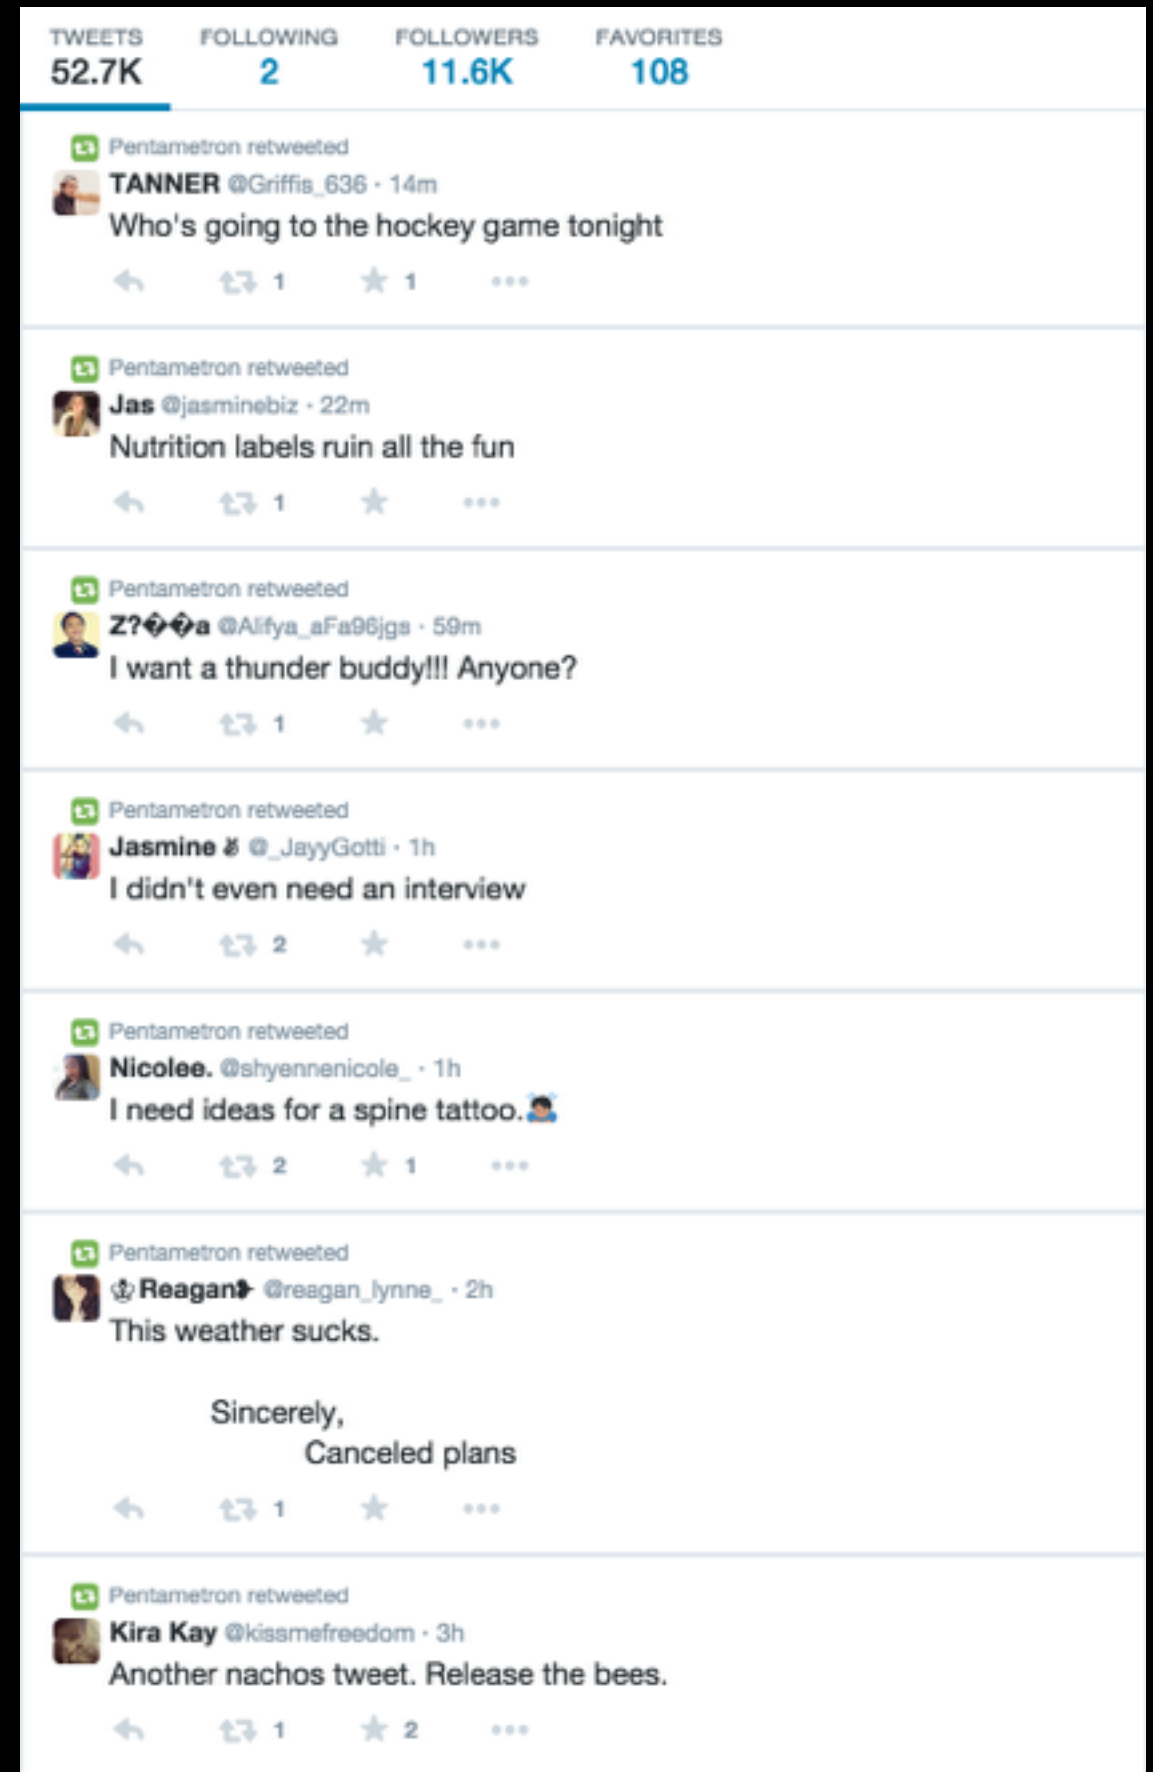 TWEETS FOLLOWING FOLLOWERS FAVORITES
52.7K 2 11.6K 108
Pentametron retweeted
TANNER @Griffis_636 · 14m
Who's going to the hockey game tonight
1 1
Pentametron retweeted
Jas @jasminebiz · 22m
Nutrition labels ruin all the fun
1
Pentametron retweeted
Z?��a @Alifya_aFa96jgs · 59m
I want a thunder buddy!!! Anyone?
1
Pentametron retweeted
Jasmine ✌ @_JayyGotti · 1h
I didn't even need an interview
2
Pentametron retweeted
Nicolee. @shyennenicole_ · 1h
I need ideas for a spine tattoo.
2 1
Pentametron retweeted
♔Reagan❥ @reagan_lynne_ · 2h
This weather sucks.
Sincerely,
Canceled plans
1
Pentametron retweeted
Kira Kay @kissmefreedom · 3h
Another nachos tweet. Release the bees.
1 2